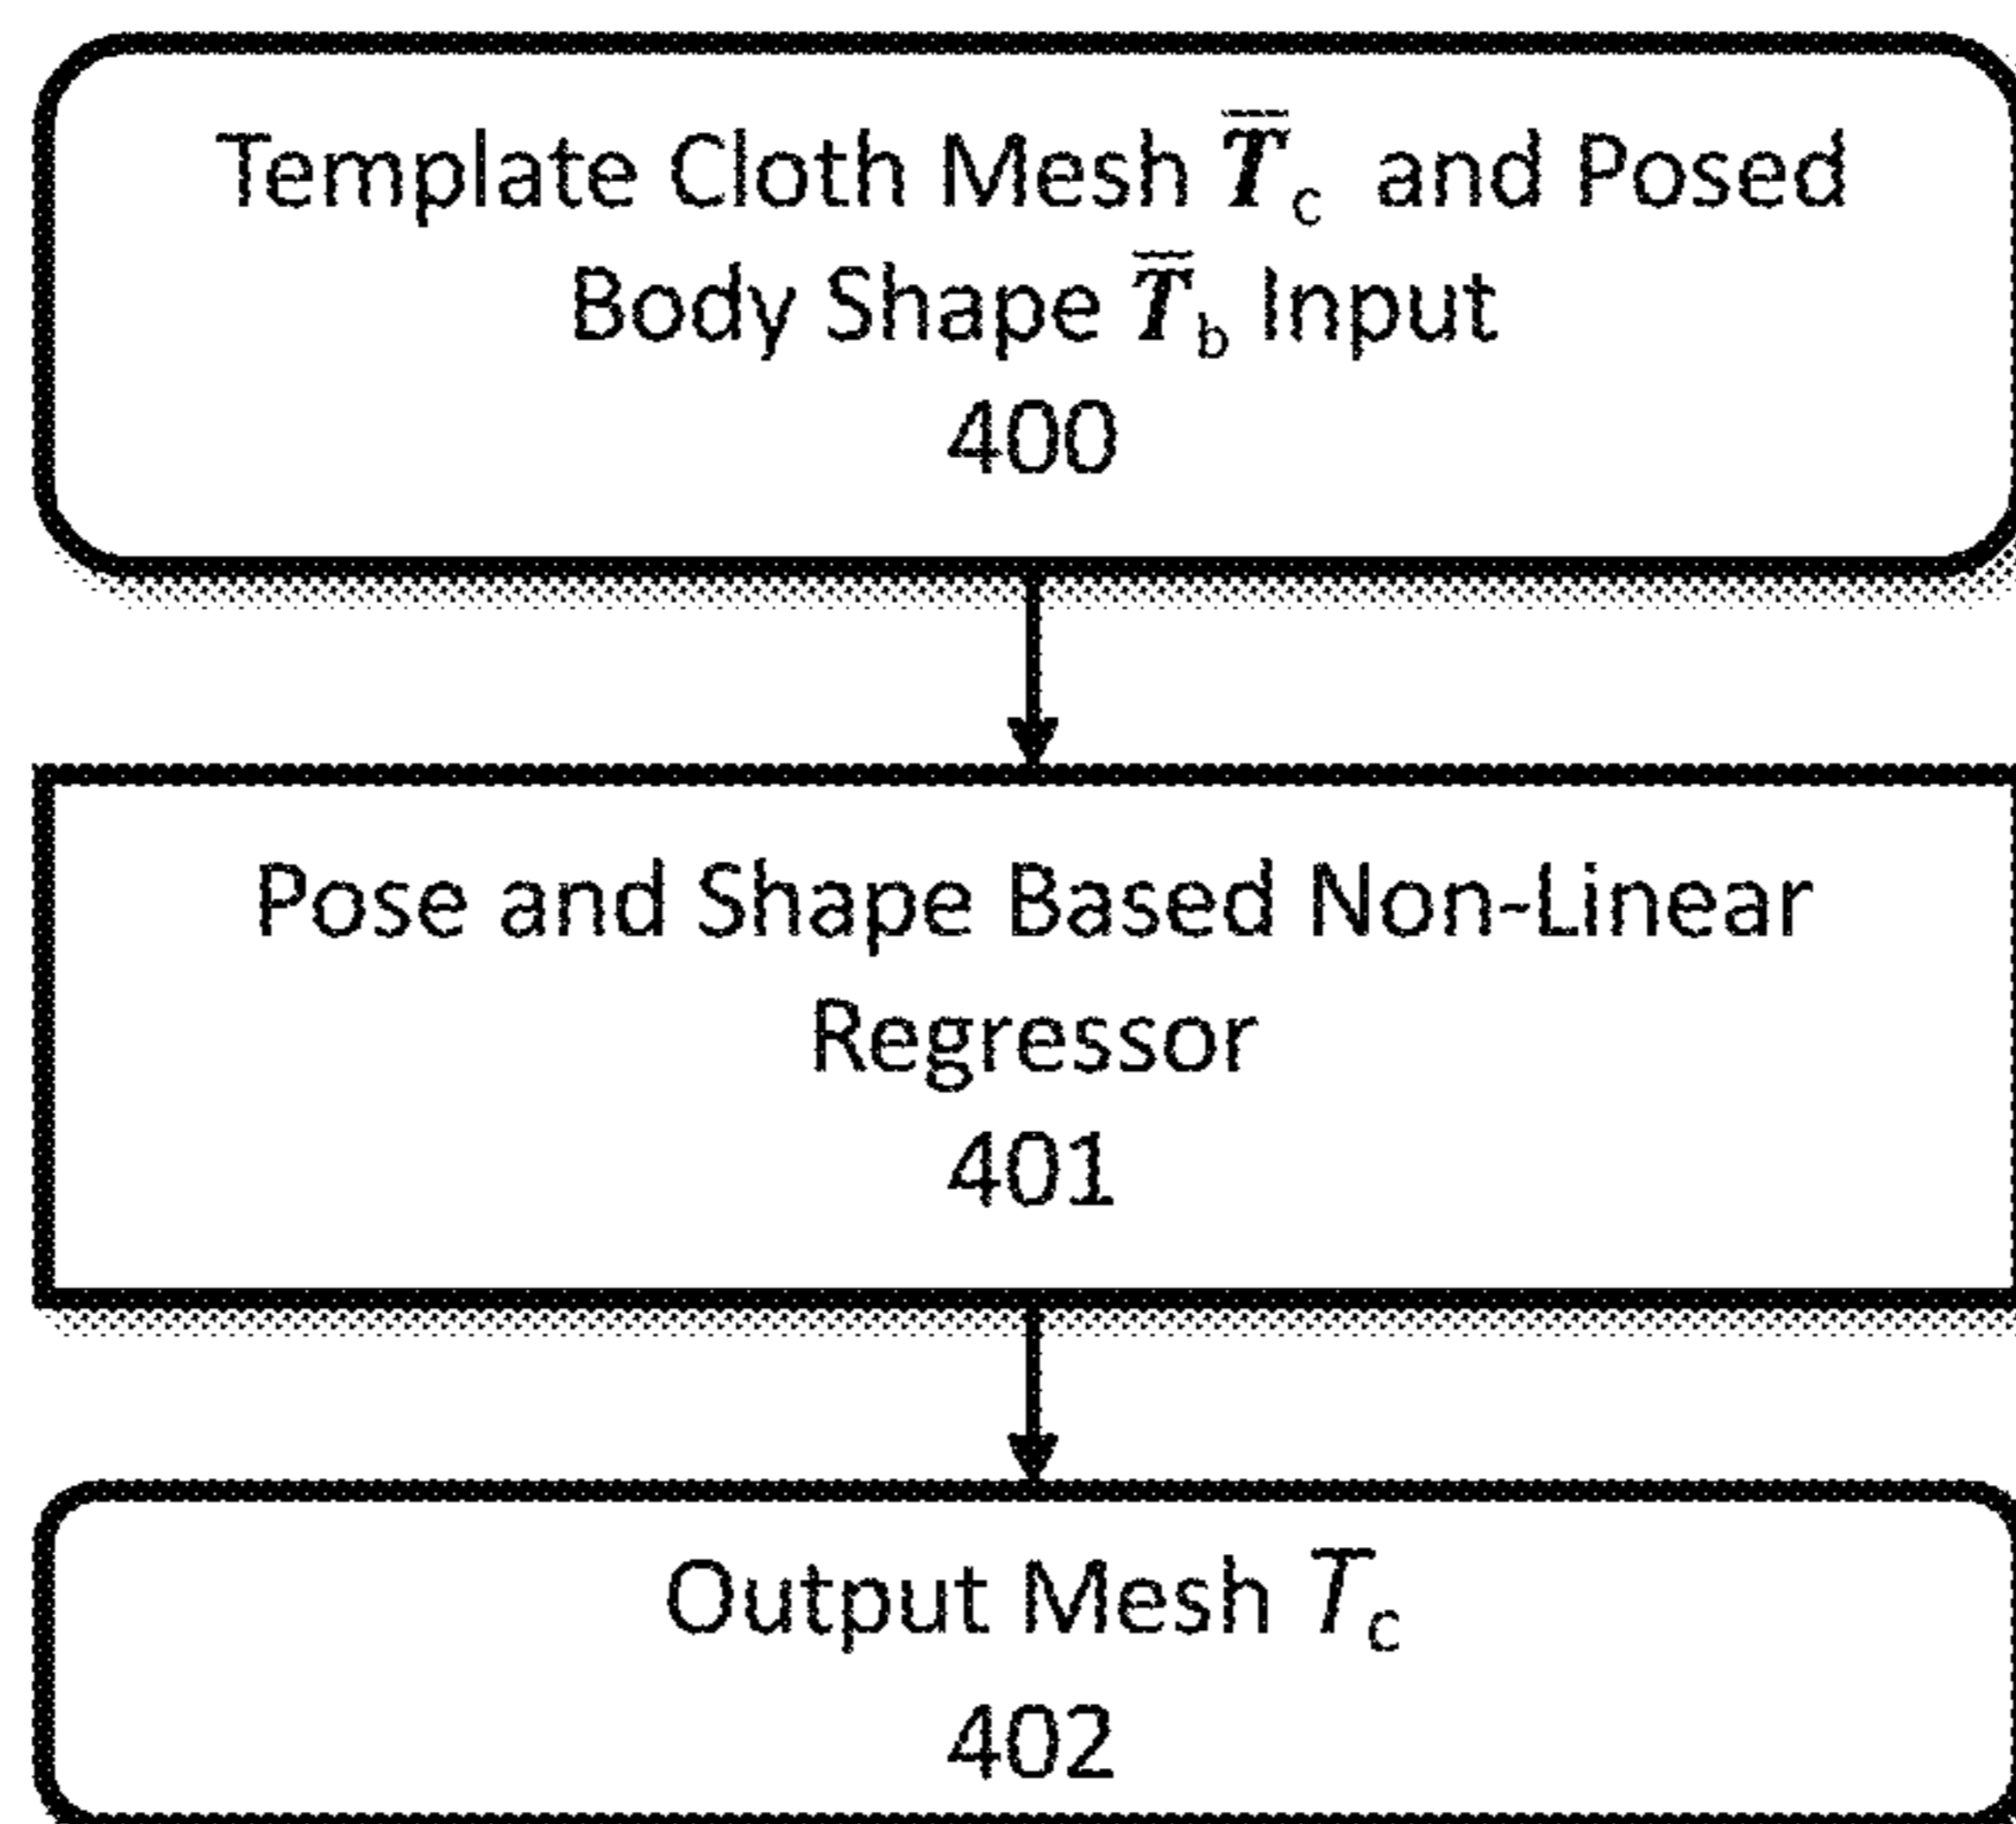 Template Cloth Mesh T̿c and Posed
Body Shape T̿b Input
400
Pose and Shape Based Non-Linear
Regressor
401
Output Mesh Tc
402